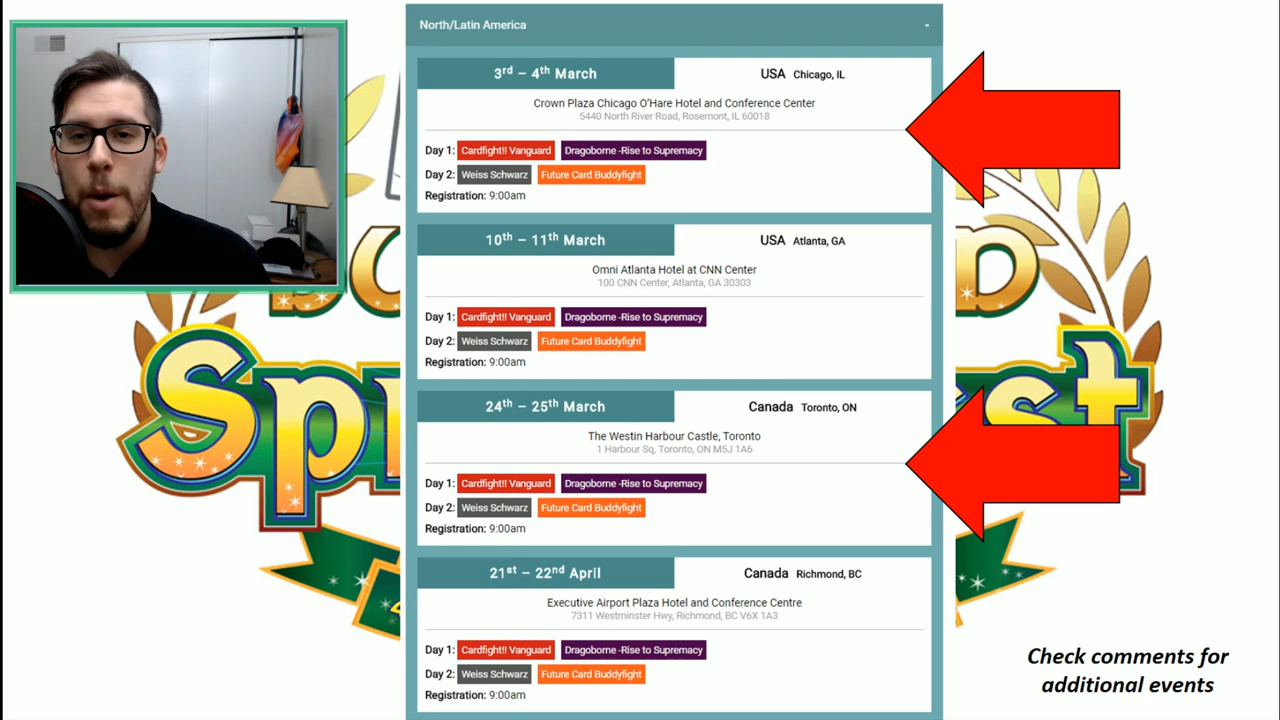 North/Latin America
-
3rd – 4th March
USA Chicago, IL
Crown Plaza Chicago O'Hare Hotel and Conference Center
5440 North River Road, Rosemont, IL 60018
Day 1: Cardfight!! Vanguard Dragoborne -Rise to Supremacy
Day 2: Weiss Schwarz Future Card Buddyfight
Registration: 9:00am
10th – 11th March
USA Atlanta, GA
Omni Atlanta Hotel at CNN Center
100 CNN Center, Atlanta, GA 30303
Day 1: Cardfight!! Vanguard Dragoborne -Rise to Supremacy
Day 2: Weiss Schwarz Future Card Buddyfight
Registration: 9:00am
24th – 25th March
Canada Toronto, ON
The Westin Harbour Castle, Toronto
1 Harbour Sq, Toronto, ON M5J 1A6
Day 1: Cardfight!! Vanguard Dragoborne -Rise to Supremacy
Day 2: Weiss Schwarz Future Card Buddyfight
Registration: 9:00am
21st – 22nd April
Canada Richmond, BC
Executive Airport Plaza Hotel and Conference Centre
7311 Westminster Hwy, Richmond, BC V6X 1A3
Day 1: Cardfight!! Vanguard Dragoborne -Rise to Supremacy
Day 2: Weiss Schwarz Future Card Buddyfight
Registration: 9:00am
Check comments for
additional events